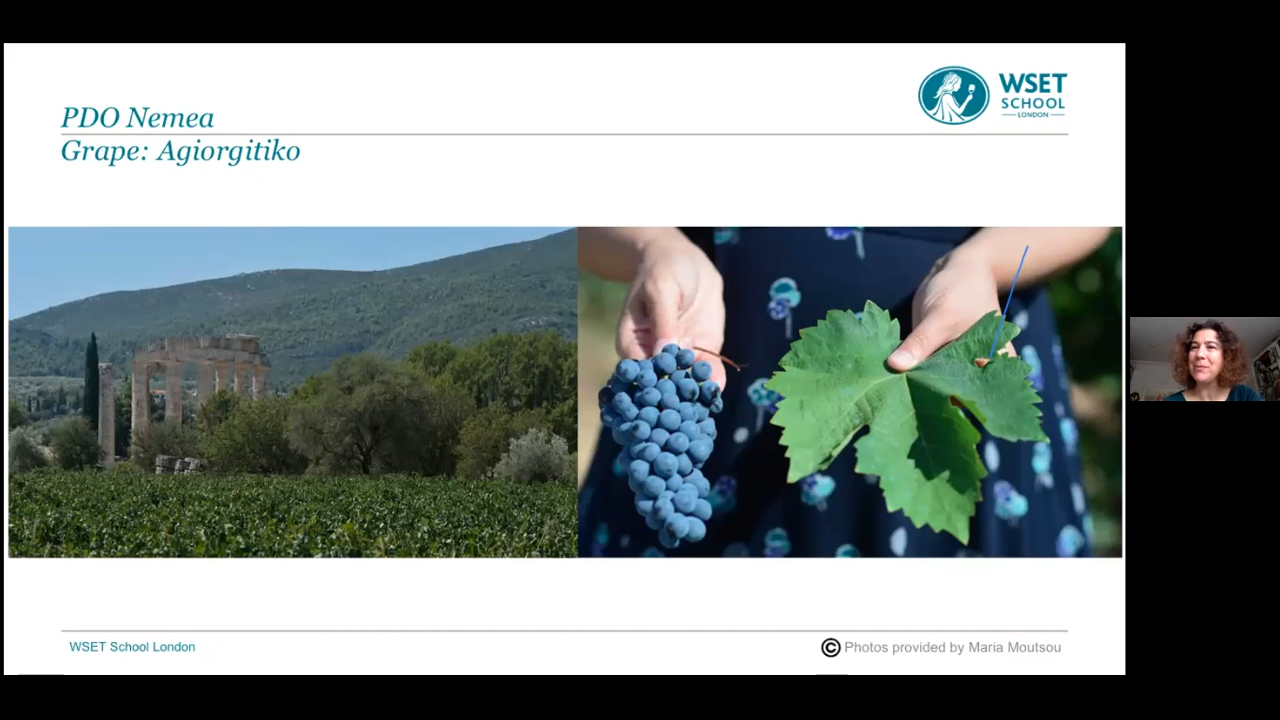 PDO Nemea
Grape: Agiorgitiko
WSET
SCHOOL
LONDON
WSET School London
© Photos provided by Maria Moutsou